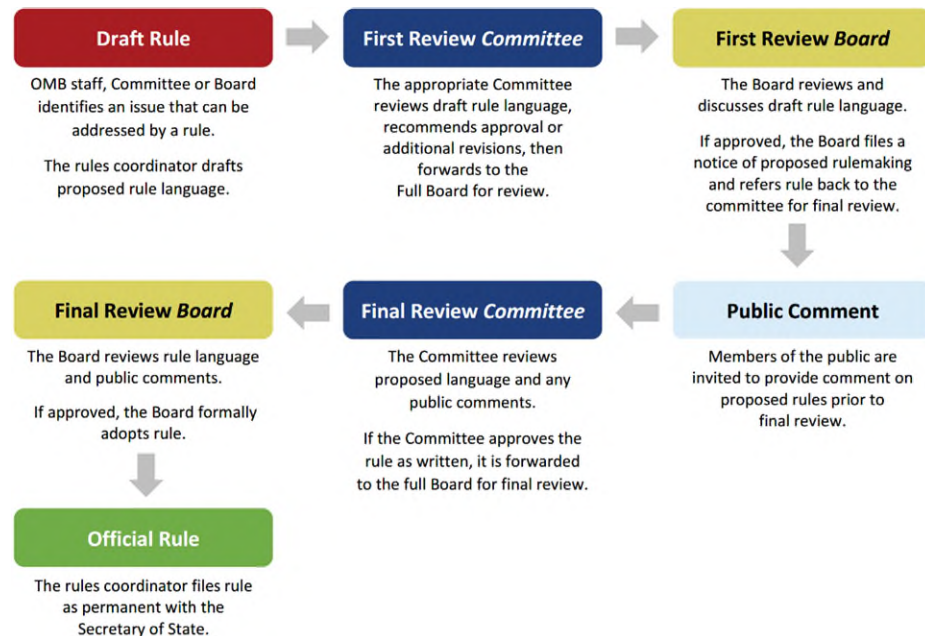 Draft Rule
OMB staff, Committee or Board
identifies an issue that can be
addressed by a rule.
The rules coordinator drafts
proposed rule language.
First Review Committee
The appropriate Committee
reviews draft rule language,
recommends approval or
additional revisions, then
forwards to the
Full Board for review.
First Review Board
The Board reviews and
discusses draft rule language.
If approved, the Board files a
notice of proposed rulemaking
and refers rule back to the
committee for final review.
Public Comment
Members of the public are
invited to provide comment on
proposed rules prior to
final review.
Final Review Committee
The Committee reviews
proposed language and any
public comments.
If the Committee approves the
rule as written, it is forwarded
to the full Board for final review.
Final Review Board
The Board reviews rule language
and public comments.
If approved, the Board formally
adopts rule.
Official Rule
The rules coordinator files rule
as permanent with the
Secretary of State.